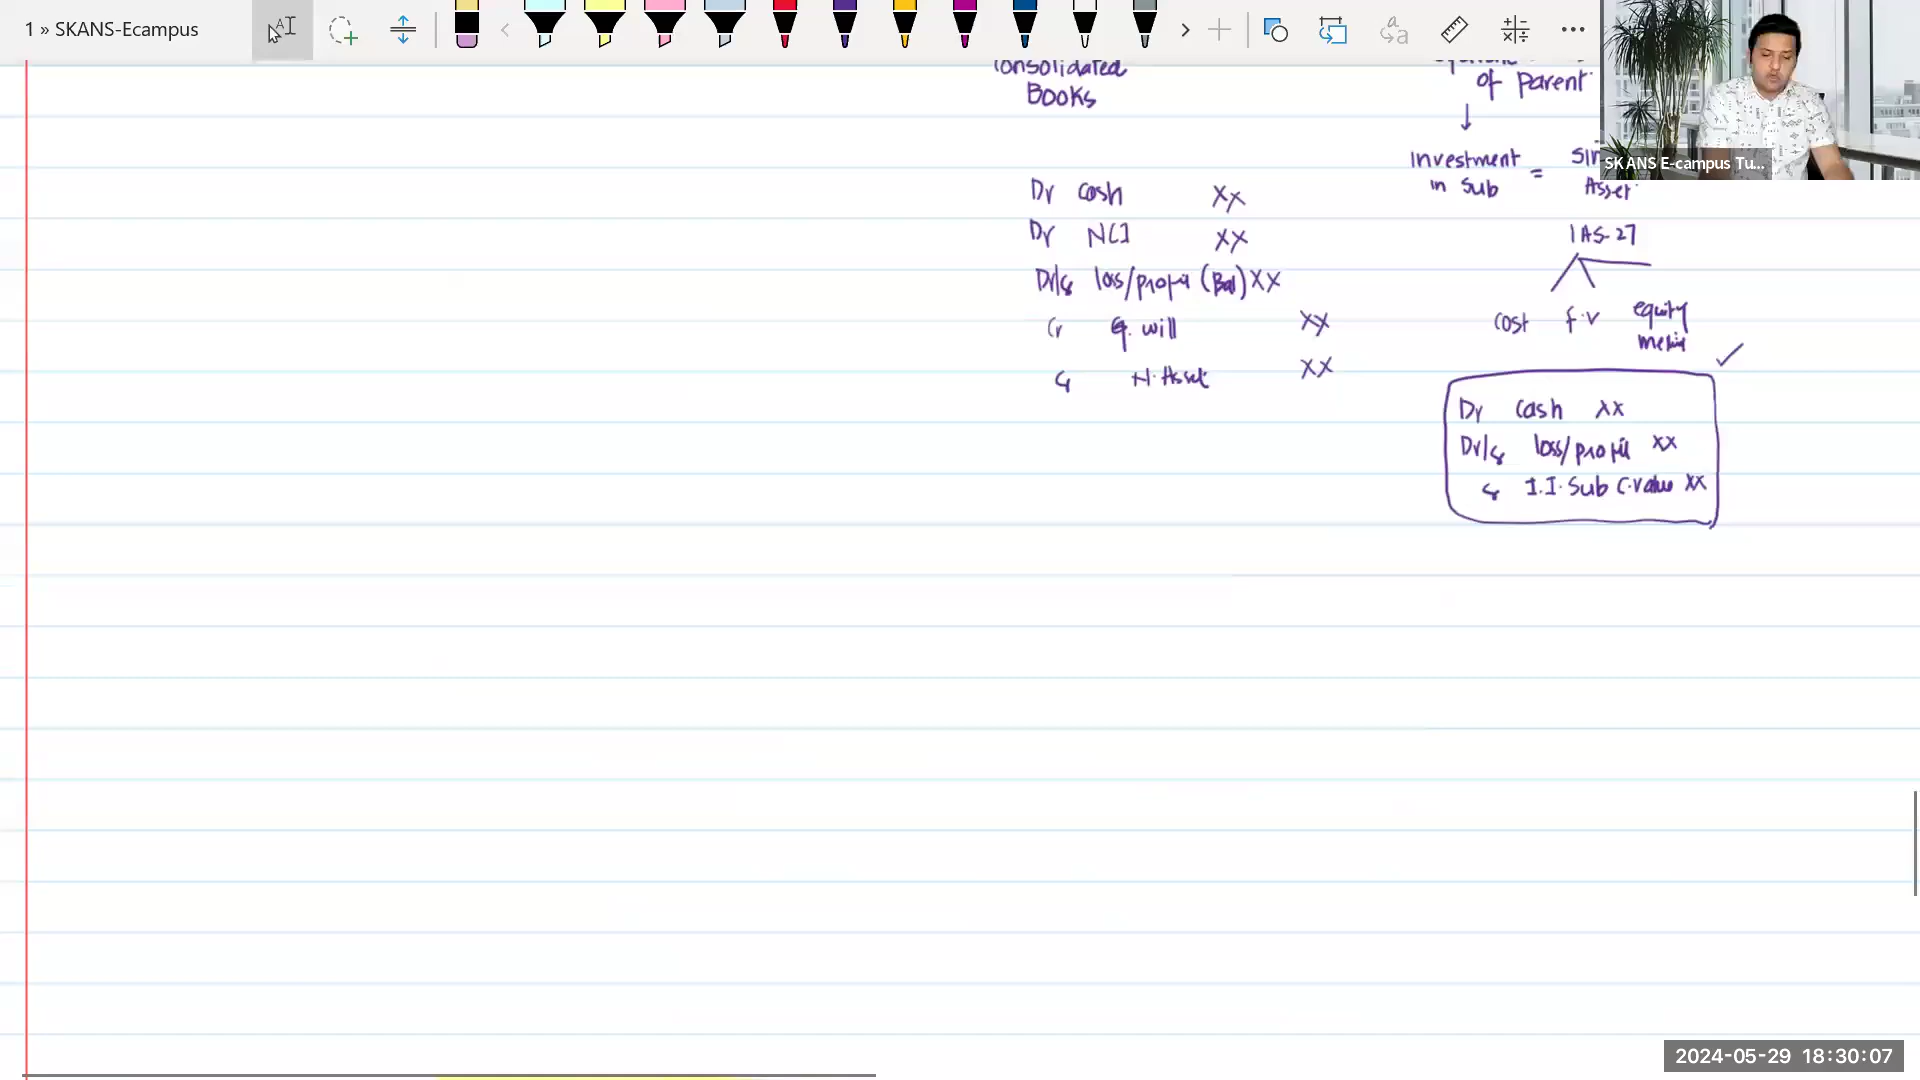 1 » SKANS-Ecampus
Consolidated
Books
of Parent
Investment
in Sub
=
Asset
IAS-27
cost f.v equity
SKANS E-campus Tu...
Dr cash XX
Dr NCI XX
Dr/Cr loss/profit (Bal) XX
Cr G. will XX
Cr N. Asset XX
Dr cash XX
Dr/Cr loss/profit XX
Cr I.I. Sub C.value XX
2024-05-29 18:30:07